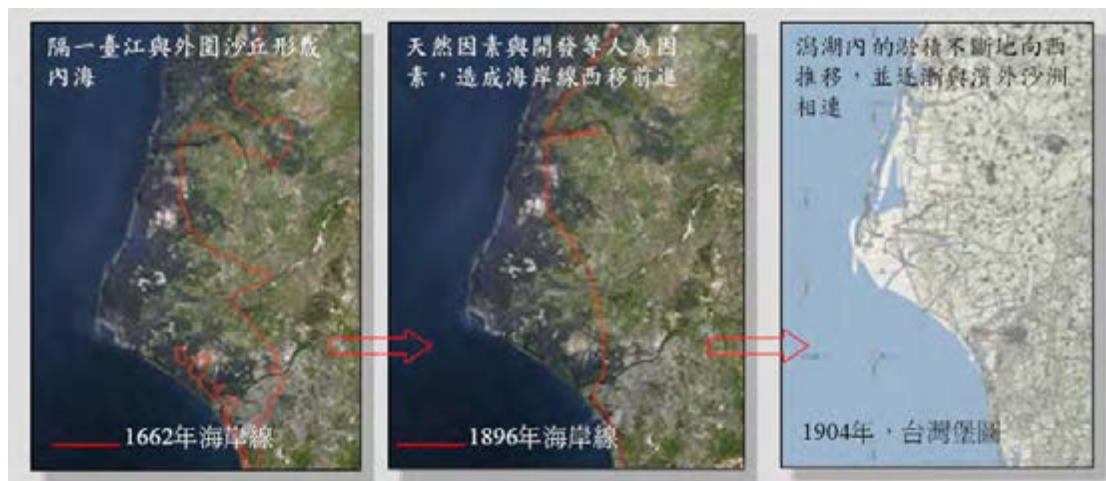 隔一臺江與外圍沙丘形成
內海
1662年海岸線
天然因素與開發等人為因
素，造成海岸線西移前進
1896年海岸線
潟湖內的淤積不斷地向西
推移，並逐漸與濱外沙洲
相連
1904年，台灣堡圖